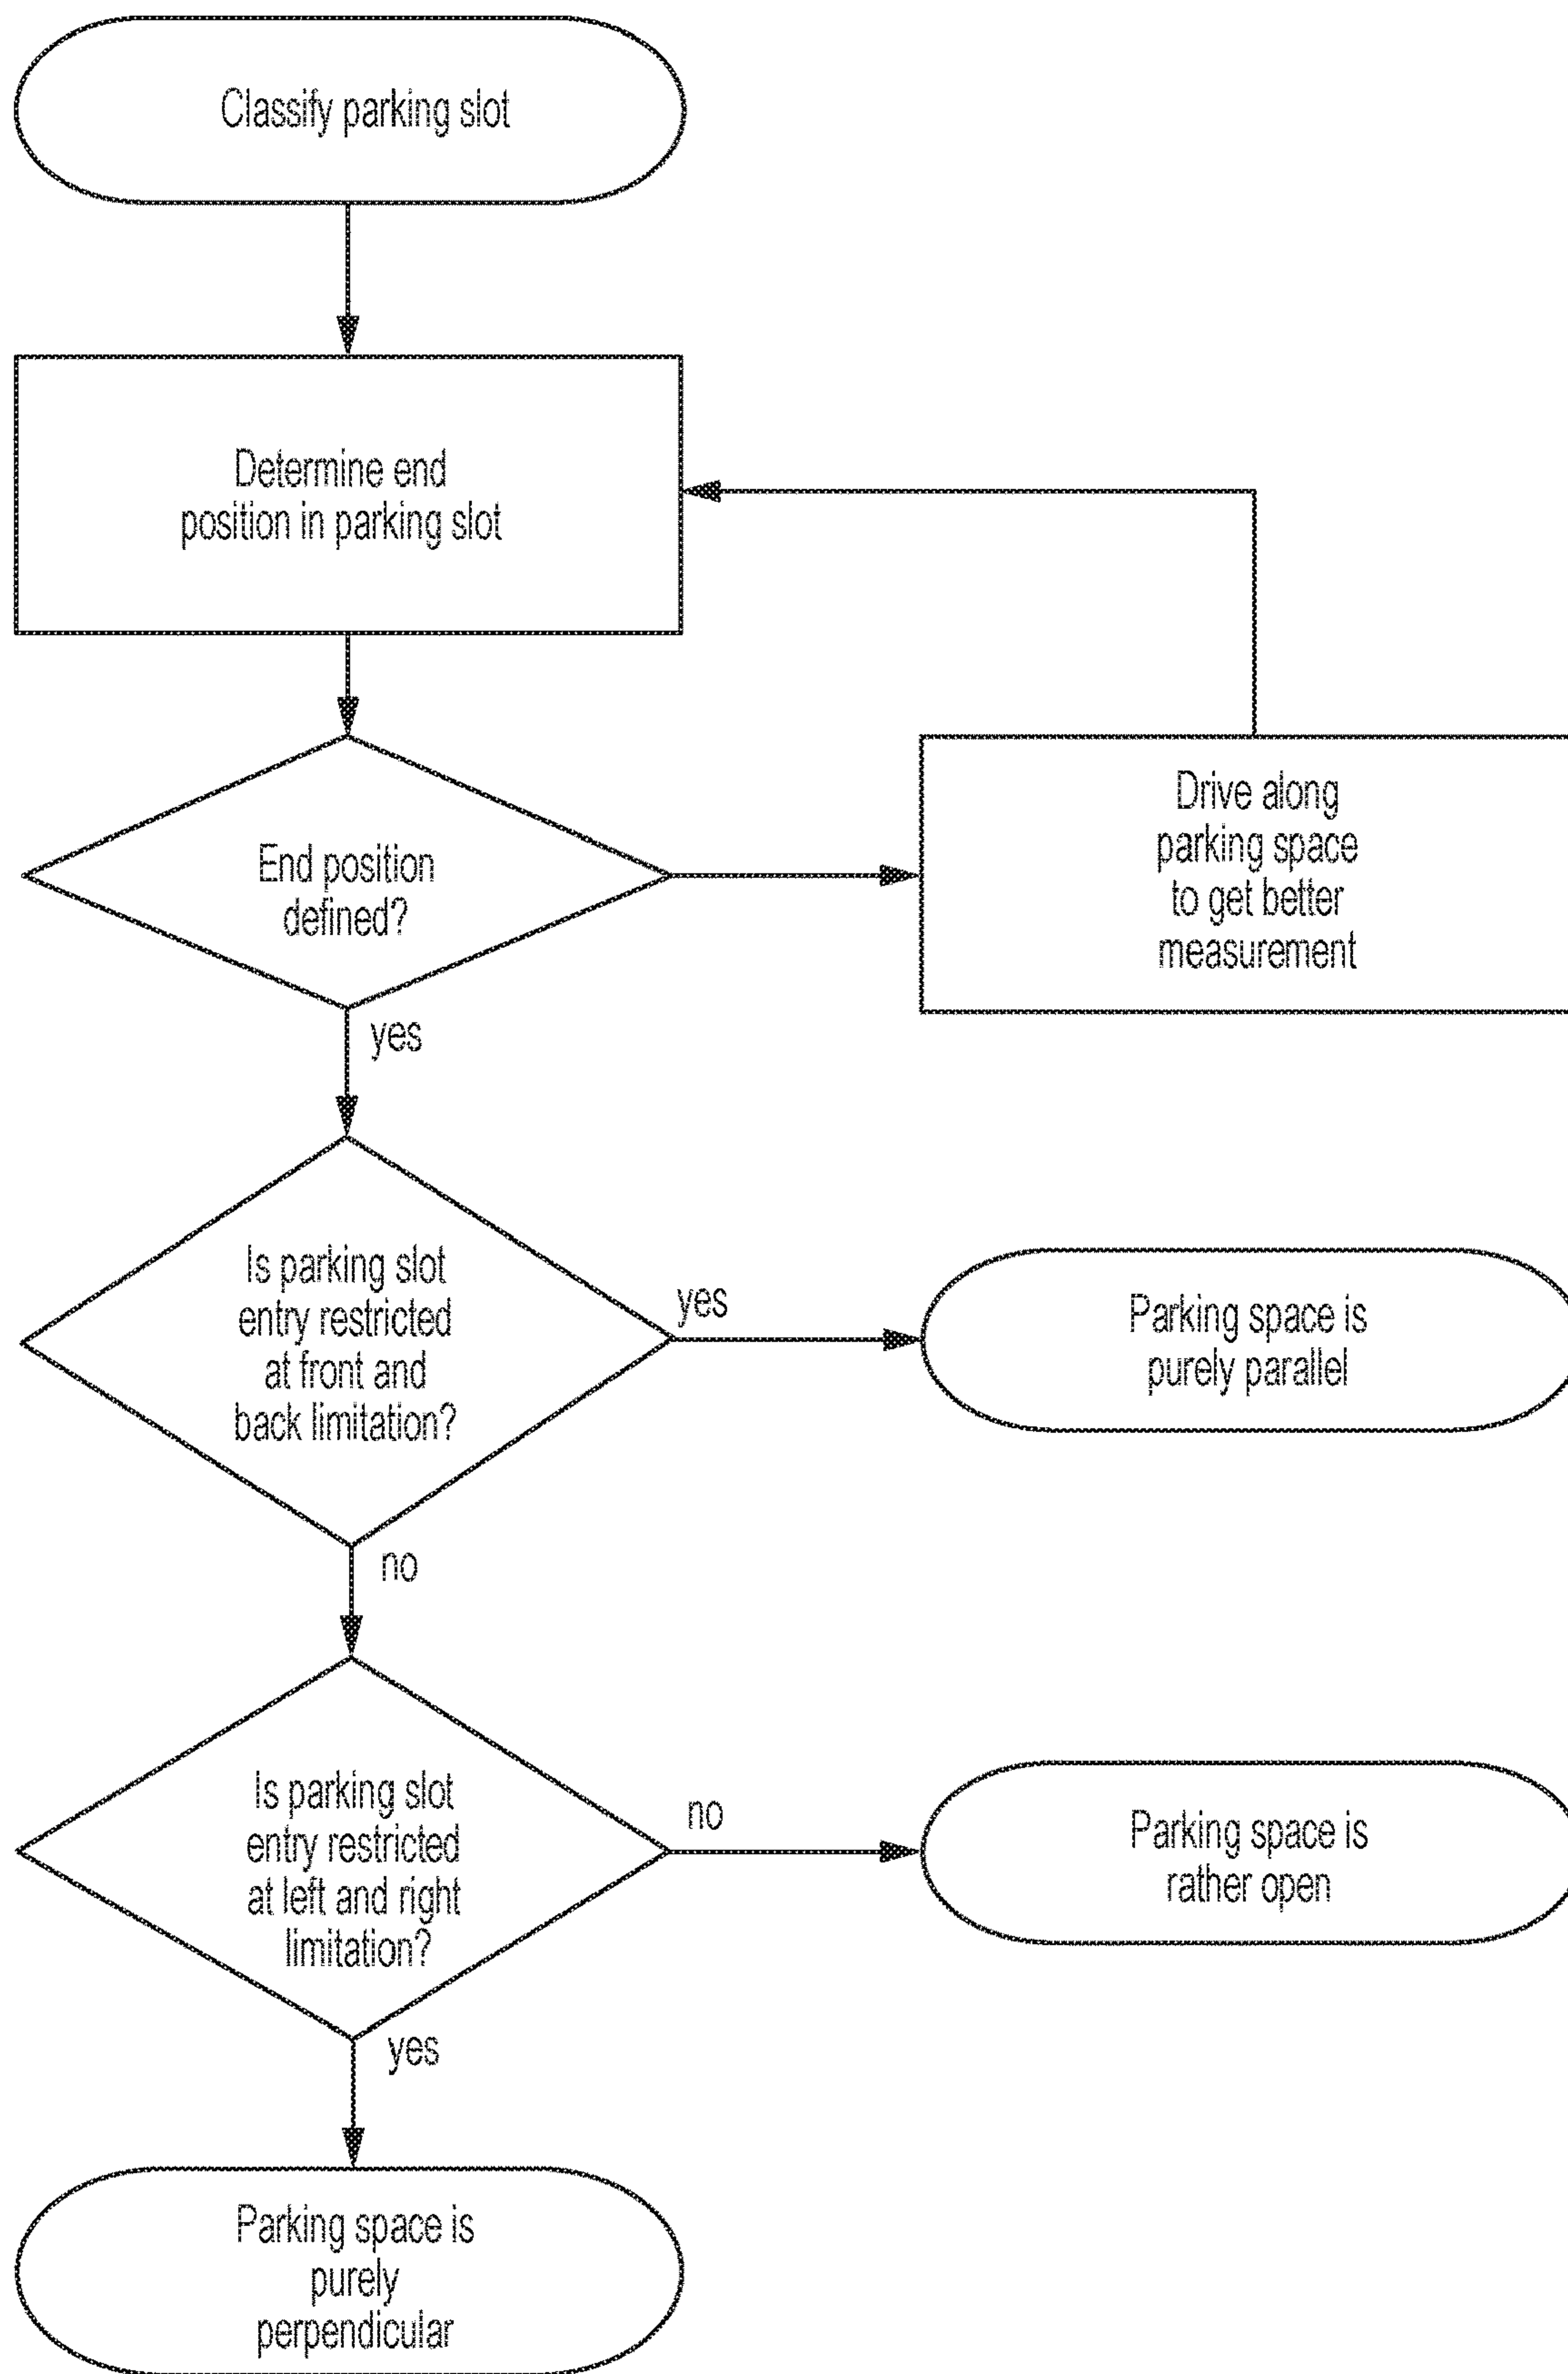 Classify parking slot
Determine end
position in parking slot
End position
defined?
Drive along
parking space
to get better
measurement
yes
Is parking slot
entry restricted
at front and
back limitation?
yes
Parking space is
purely parallel
no
Is parking slot
entry restricted
at left and right
limitation?
no
Parking space is
rather open
yes
Parking space is
purely
perpendicular